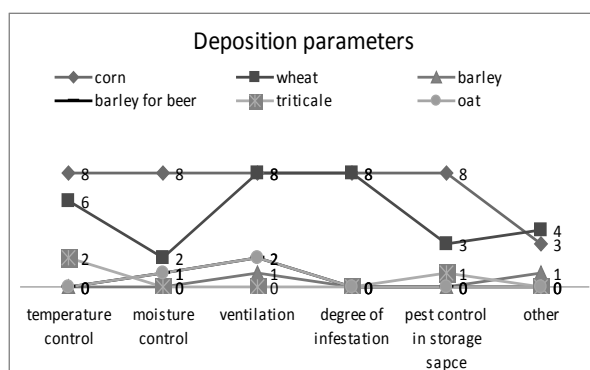 Deposition parameters
corn wheat barley
barley for beer triticale oat
8 8 8 8 8
6
2 2 2 3 4 3
1 1 1 1
0 0 0 0 0 0
temperature control
moisture control
ventilation
degree of infestation
pest control in storage sapce
other